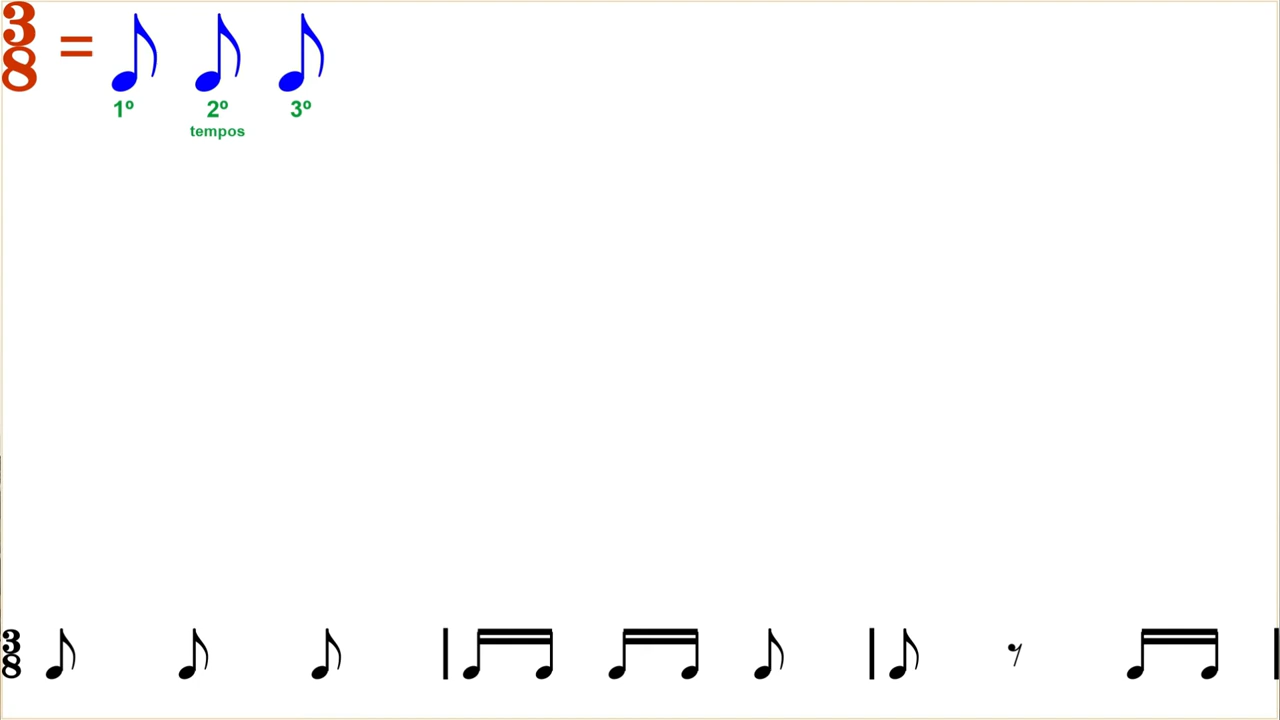 3
8 =
1º 2º 3º
tempos
3
8